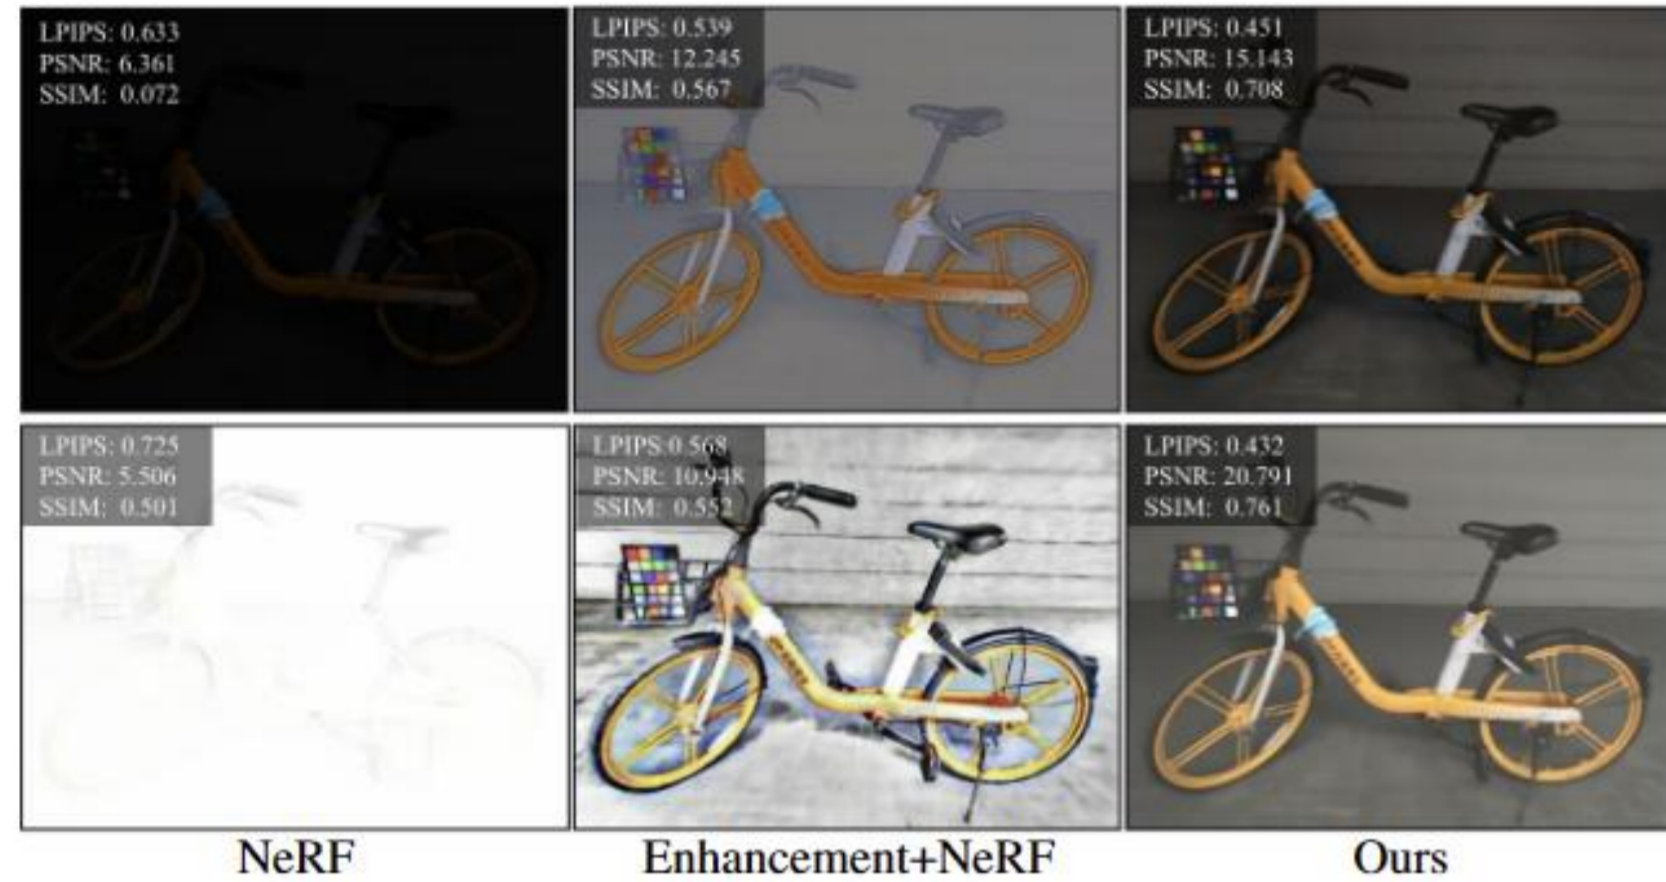 LPIPS: 0.633
PSNR: 6.361
SSIM: 0.072
LPIPS: 0.539
PSNR: 12.245
SSIM: 0.567
LPIPS: 0.451
PSNR: 15.143
SSIM: 0.708
LPIPS: 0.725
PSNR: 5.506
SSIM: 0.501
LPIPS:0.568
PSNR: 10.948
SSIM: 0.552
LPIPS: 0.432
PSNR: 20.791
SSIM: 0.761
NeRF
Enhancement+NeRF
Ours